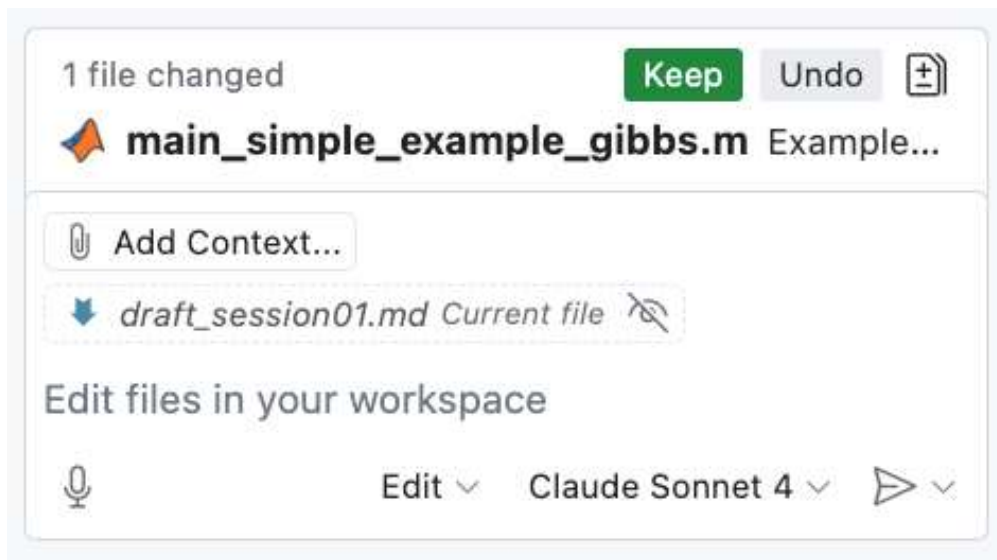 1 file changed Keep Undo
main_simple_example_gibbs.m Example...
Add Context...
draft_session01.md Current file
Edit files in your workspace
Edit Claude Sonnet 4